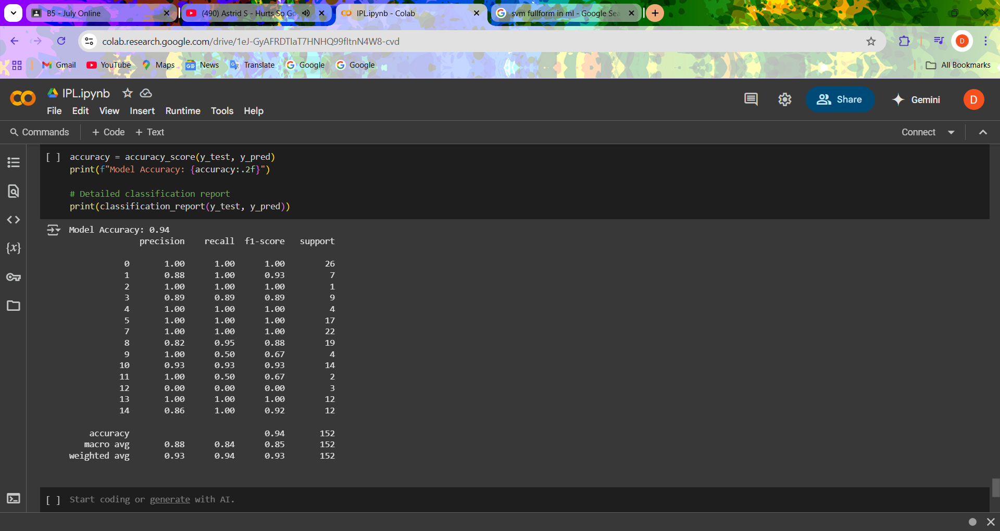 B5 - July Online
(490) Astrid S - Hurts So Go
IPL.ipynb - Colab
svm fullform in ml - Google Sea
colab.research.google.com/drive/1eJ-GyAFRDTIaT7HNHQ99fItnN4W8-cvd
D
Gmail YouTube Maps News Translate Google Google All Bookmarks
IPL.ipynb
File Edit View Insert Runtime Tools Help
Share
Gemini
D
Commands + Code + Text Connect
[ ] accuracy = accuracy_score(y_test, y_pred)
print(f"Model Accuracy: {accuracy:.2f}")
# Detailed classification report
print(classification_report(y_test, y_pred))
Model Accuracy: 0.94
precision recall f1-score support
0 1.00 1.00 1.00 26
1 0.88 1.00 0.93 7
2 1.00 1.00 1.00 1
3 0.89 0.89 0.89 9
4 1.00 1.00 1.00 4
5 1.00 1.00 1.00 17
7 1.00 1.00 1.00 22
8 0.82 0.95 0.88 19
9 1.00 0.50 0.67 4
10 0.93 0.93 0.93 14
11 1.00 0.50 0.67 2
12 0.00 0.00 0.00 3
13 1.00 1.00 1.00 12
14 0.86 1.00 0.92 12
accuracy 0.94 152
macro avg 0.88 0.84 0.85 152
weighted avg 0.93 0.94 0.93 152
[ ] Start coding or generate with AI.